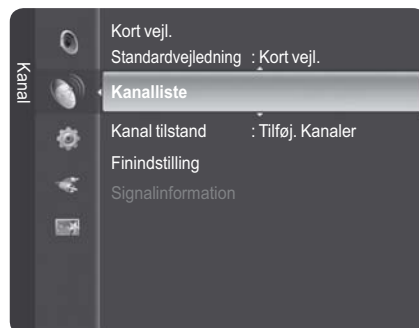 Kanal
Kort vejl.
Standardvejledning : Kort vejl.
Kanalliste
Kanal tilstand : Tilføj. Kanaler
Finindstilling
Signalinformation